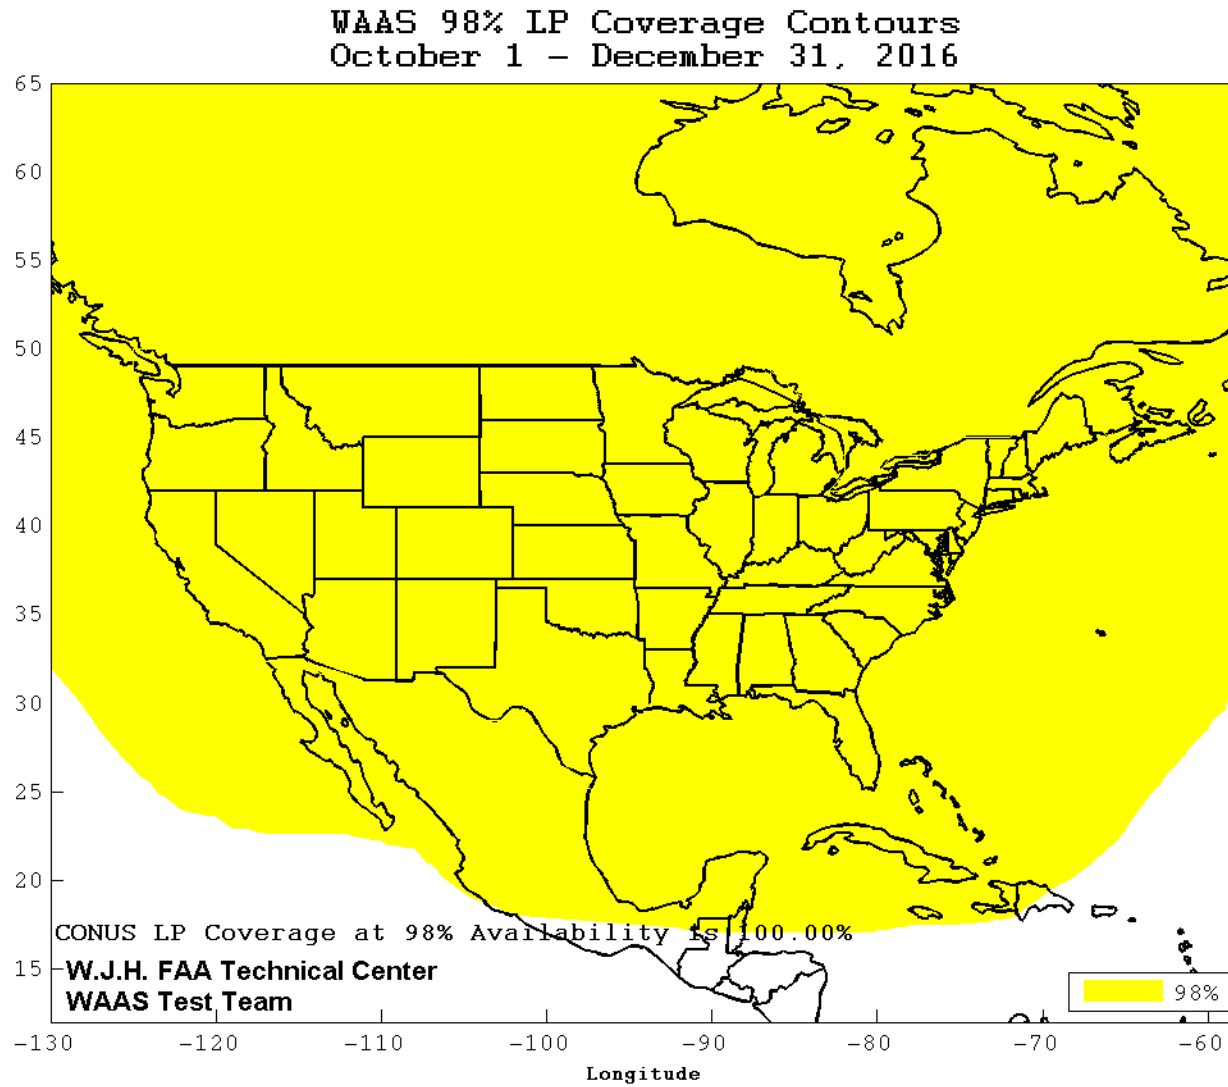 WAAS 98% LP Coverage Contours
October 1 – December 31, 2016
65
60
55
50
45
40
35
30
25
20
15
CONUS LP Coverage at 98% Availability is 100.00%
W.J.H. FAA Technical Center
WAAS Test Team
98%
−130 −120 −110 −100 −90 −80 −70 −60
Longitude